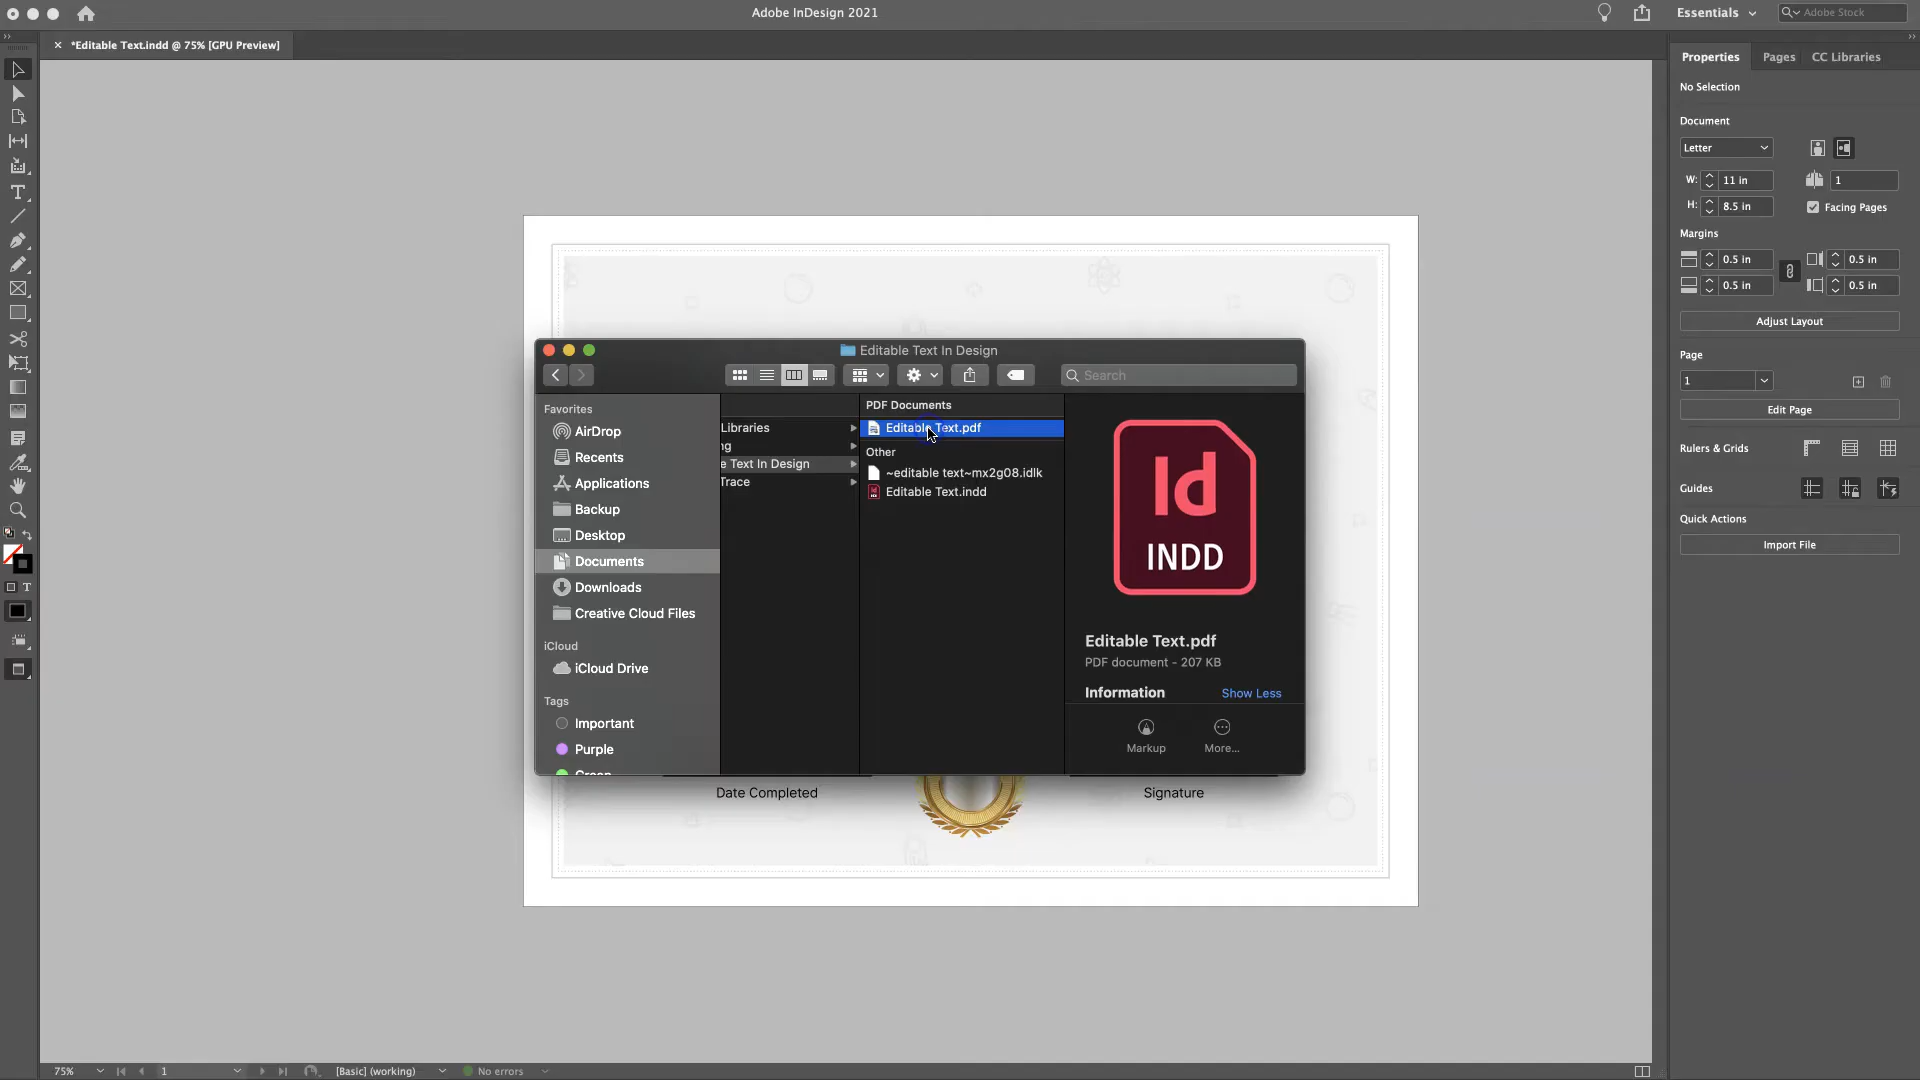 Adobe InDesign 2021
Essentials
Adobe Stock
*Editable Text.indd @ 75% [GPU Preview]
Properties
Pages
CC Libraries
No Selection
Document
Letter
W:
11 in
1
H:
8.5 in
Facing Pages
Margins
0.5 in
0.5 in
0.5 in
0.5 in
Adjust Layout
Page
1
Edit Page
Rulers & Grids
Guides
Quick Actions
Import File
Editable Text In Design
Search
Favorites
AirDrop
Recents
Applications
Backup
Desktop
Documents
Downloads
Creative Cloud Files
iCloud
iCloud Drive
Tags
Important
Purple
Green
Libraries
ng
e Text In Design
Trace
PDF Documents
Editable Text.pdf
Other
~editable text~mx2g08.idlk
Editable Text.indd
Id
INDD
Editable Text.pdf
PDF document - 207 KB
Information
Show Less
Markup
More...
Date Completed
Signature
75%
1
[Basic] (working)
No errors